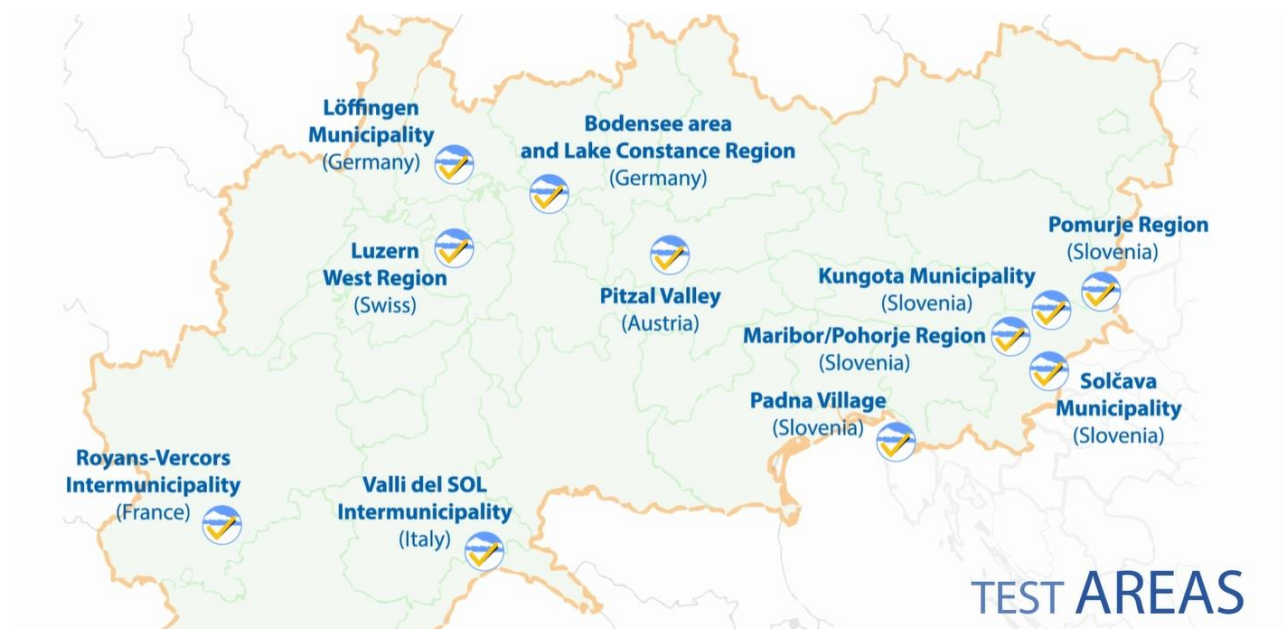 Löffingen
Municipality
(Germany)
Bodensee area
and Lake Constance Region
(Germany)
Luzern
West Region
(Swiss)
Pitzal Valley
(Austria)
Pomurje Region
(Slovenia)
Kungota Municipality
(Slovenia)
Maribor/Pohorje Region
(Slovenia)
Padna Village
(Slovenia)
Solčava
Municipality
(Slovenia)
Royans-Vercors
Intermunicipality
(France)
Valli del SOL
Intermunicipality
(Italy)
TEST AREAS